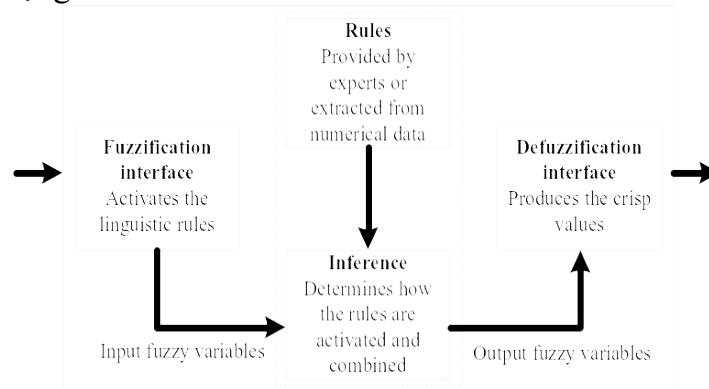 Rules
Provided by
experts or
extracted from
numerical data
Fuzzification
interface
Activates the
linguistic rules
Defuzzification
interface
Produces the crisp
values
Inference
Determines how
the rules are
activated and
combined
Input fuzzy variables
Output fuzzy variables